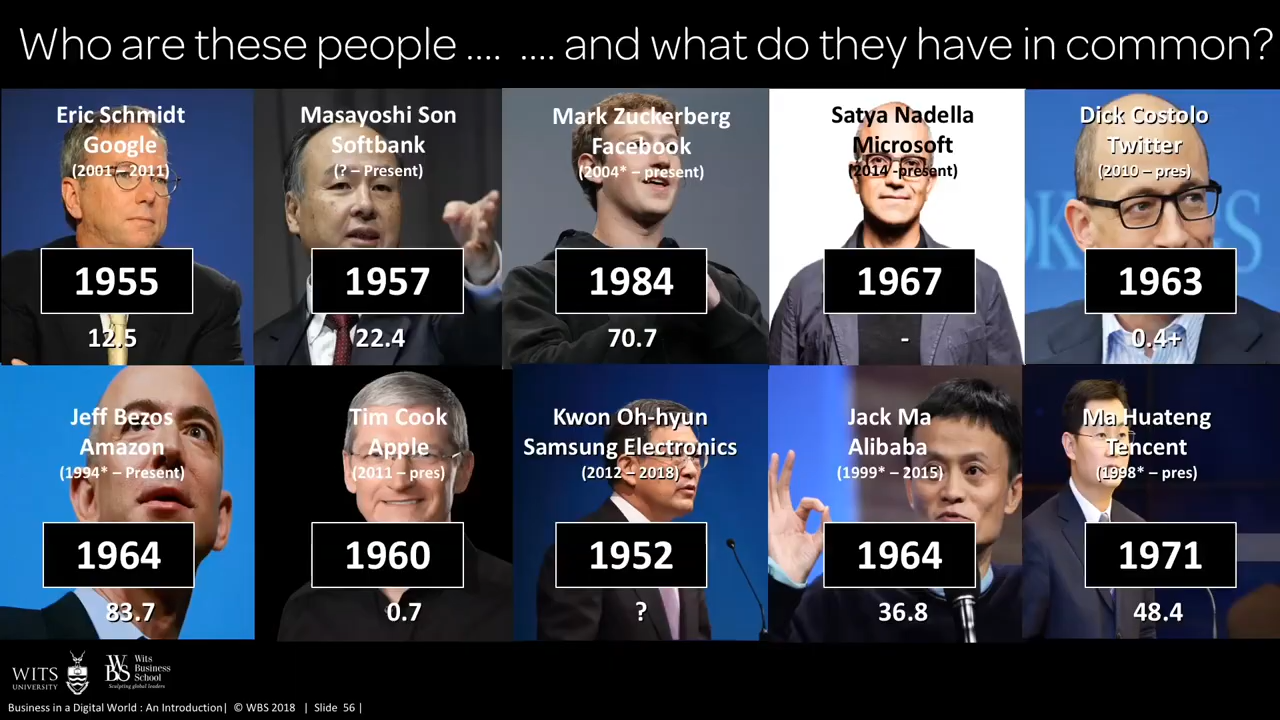 Who are these people .... .... and what do they have in common?
Eric Schmidt
Google
(2001 – 2011)
1955
12.5
Masayoshi Son
Softbank
(? – Present)
1957
22.4
Mark Zuckerberg
Facebook
(2004* – present)
1984
70.7
Satya Nadella
Microsoft
(2014 -present)
1967
-
Dick Costolo
Twitter
(2010 – pres)
1963
0.4+
Jeff Bezos
Amazon
(1994* – Present)
1964
83.7
Tim Cook
Apple
(2011 – pres)
1960
0.7
Kwon Oh-hyun
Samsung Electronics
(2012 – 2018)
1952
?
Jack Ma
Alibaba
(1999* – 2015)
1964
36.8
Ma Huateng
Tencent
(1998* – pres)
1971
48.4
WITS
UNIVERSITY
WBS
Wits
Business
School
Sculpting global leaders
Business in a Digital World : An Introduction| © WBS 2018 | Slide 56 |